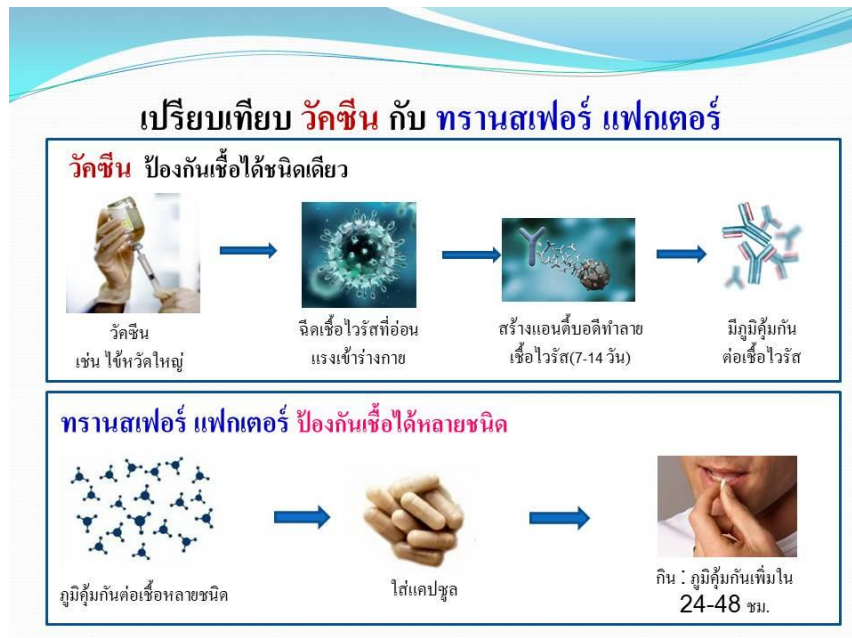 เปรียบเทียบ วัคซีน กับ ทรานสเฟอร์ แฟกเตอร์
วัคซีน ป้องกันเชื้อได้ชนิดเดียว
วัคซีน
เช่น ไข้หวัดใหญ่
ฉีดเชื้อไวรัสที่อ่อน
แรงเข้าร่างกาย
สร้างแอนตี้บอดีทำลาย
เชื้อไวรัส(7-14 วัน)
มีภูมิคุ้มกัน
ต่อเชื้อไวรัส
ทรานสเฟอร์ แฟกเตอร์ ป้องกันเชื้อได้หลายชนิด
ภูมิคุ้มกันต่อเชื้อหลายชนิด
ใส่แคปซูล
กิน : ภูมิคุ้มกันเพิ่มใน
24-48 ชม.